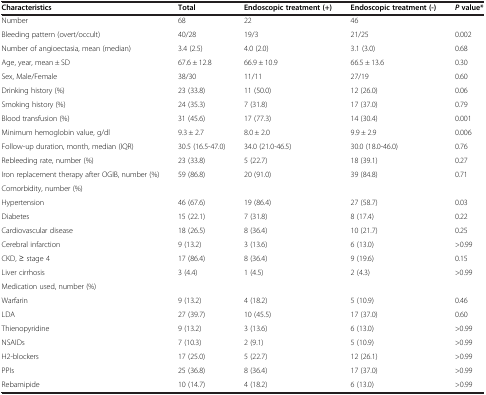 Characteristics Total Endoscopic treatment (+) Endoscopic treatment (-) P value*
Number 68 22 46
Bleeding pattern (overt/occult) 40/28 19/3 21/25 0.002
Number of angioectasia, mean (median) 3.4 (2.5) 4.0 (2.0) 3.1 (3.0) 0.68
Age, year, mean ± SD 67.6 ± 12.8 66.9 ± 10.9 66.5 ± 13.6 0.30
Sex, Male/Female 38/30 11/11 27/19 0.60
Drinking history (%) 23 (33.8) 11 (50.0) 12 (26.0) 0.06
Smoking history (%) 24 (35.3) 7 (31.8) 17 (37.0) 0.79
Blood transfusion (%) 31 (45.6) 17 (77.3) 14 (30.4) 0.001
Minimum hemoglobin value, g/dl 9.3 ± 2.7 8.0 ± 2.0 9.9 ± 2.9 0.006
Follow-up duration, month, median (IQR) 30.5 (16.5-47.0) 34.0 (21.0-46.5) 30.0 (18.0-46.0) 0.76
Rebleeding rate, number (%) 23 (33.8) 5 (22.7) 18 (39.1) 0.27
Iron replacement therapy after OGIB, number (%) 59 (86.8) 20 (91.0) 39 (84.8) 0.71
Comorbidity, number (%)
Hypertension 46 (67.6) 19 (86.4) 27 (58.7) 0.03
Diabetes 15 (22.1) 7 (31.8) 8 (17.4) 0.22
Cardiovascular disease 18 (26.5) 8 (36.4) 10 (21.7) 0.25
Cerebral infarction 9 (13.2) 3 (13.6) 6 (13.0) >0.99
CKD, ≥ stage 4 17 (86.4) 8 (36.4) 9 (19.6) 0.15
Liver cirrhosis 3 (4.4) 1 (4.5) 2 (4.3) >0.99
Medication used, number (%)
Warfarin 9 (13.2) 4 (18.2) 5 (10.9) 0.46
LDA 27 (39.7) 10 (45.5) 17 (37.0) 0.60
Thienopyridine 9 (13.2) 3 (13.6) 6 (13.0) >0.99
NSAIDs 7 (10.3) 2 (9.1) 5 (10.9) >0.99
H2-blockers 17 (25.0) 5 (22.7) 12 (26.1) >0.99
PPIs 25 (36.8) 8 (36.4) 17 (37.0) >0.99
Rebamipide 10 (14.7) 4 (18.2) 6 (13.0) >0.99